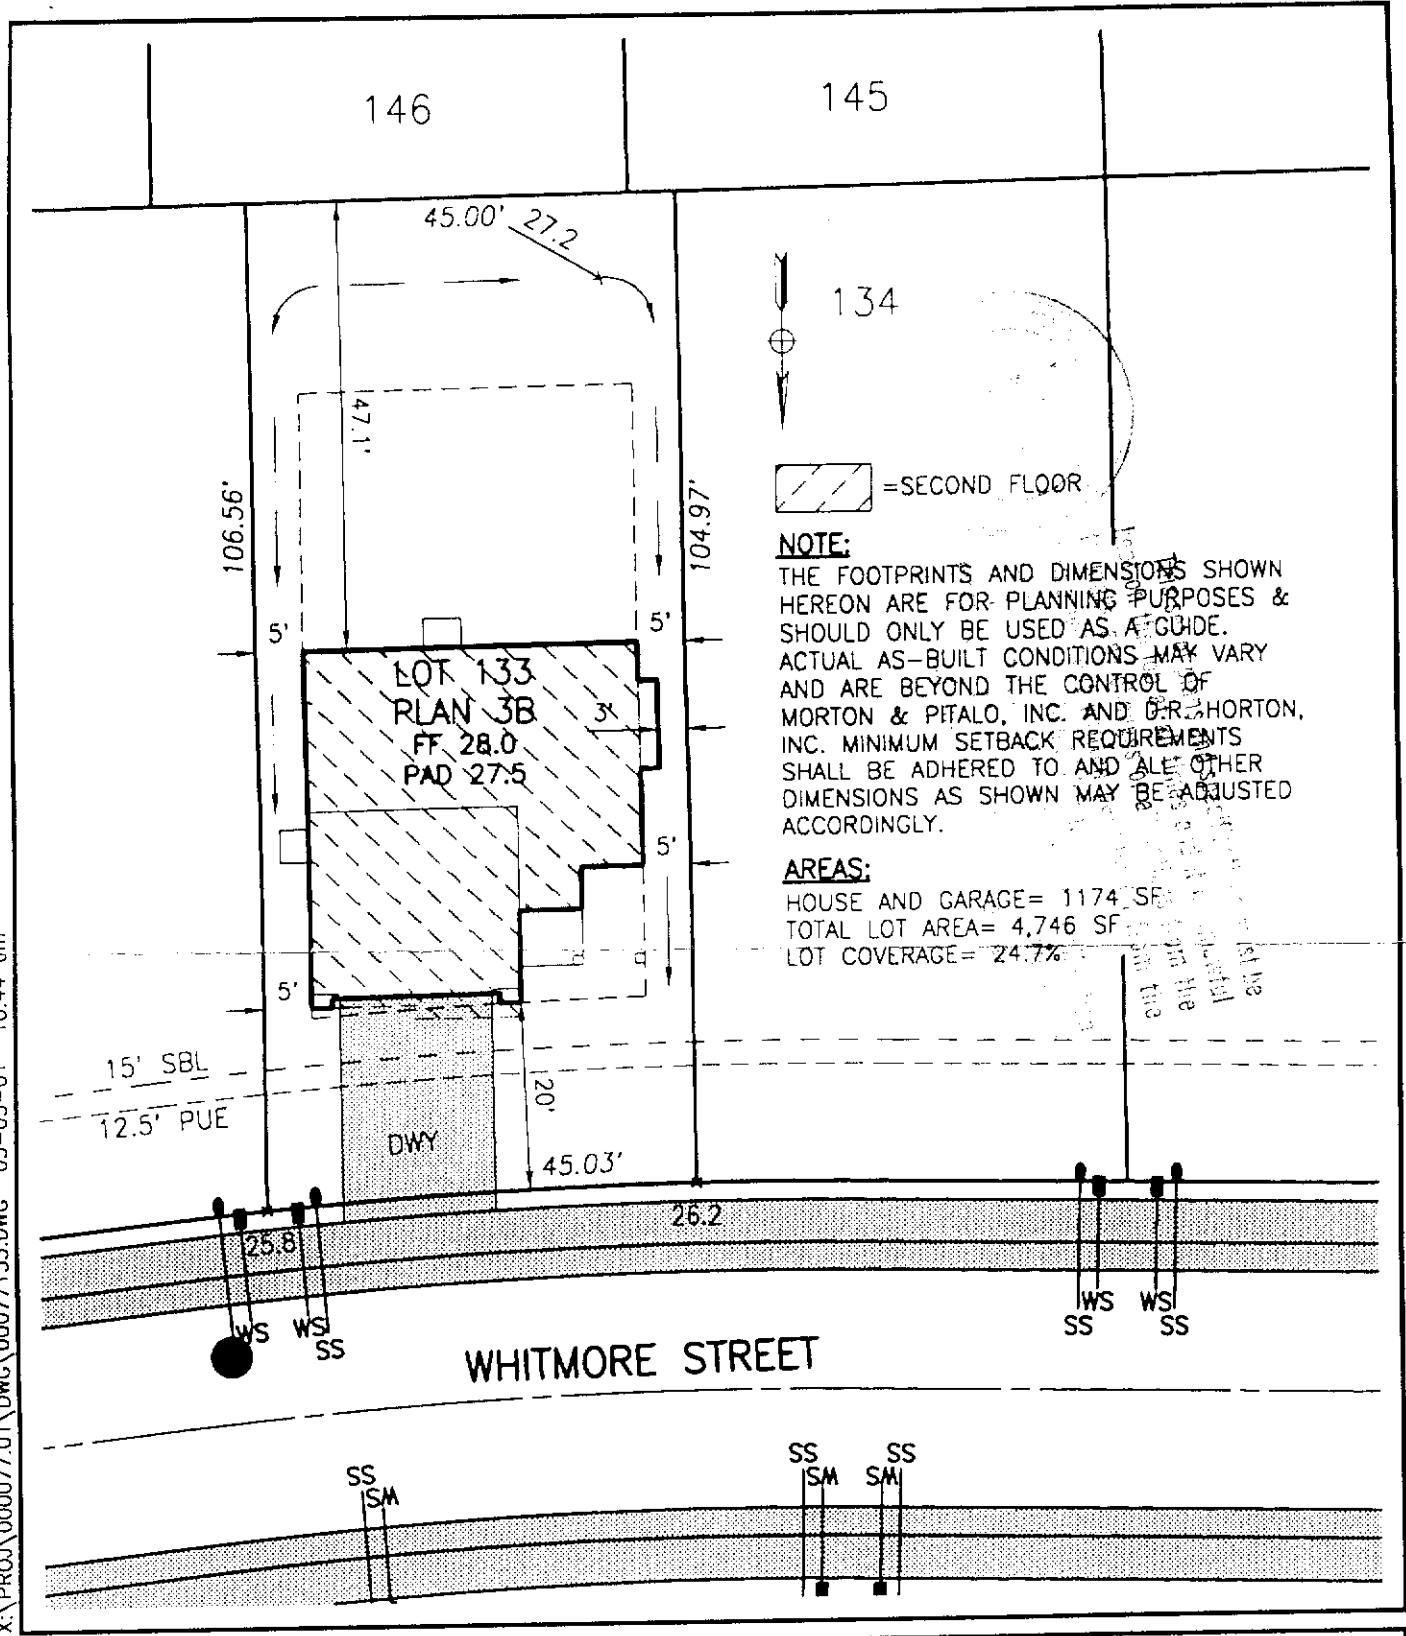 146
145
45.00' 27.2
134
47.1'
106.56'
104.97'
=SECOND FLOOR
NOTE:
THE FOOTPRINTS AND DIMENSIONS SHOWN
HEREON ARE FOR PLANNING PURPOSES &
SHOULD ONLY BE USED AS A GUIDE.
ACTUAL AS-BUILT CONDITIONS MAY VARY
AND ARE BEYOND THE CONTROL OF
MORTON & PITALO, INC. AND D.R. HORTON,
INC. MINIMUM SETBACK REQUIREMENTS
SHALL BE ADHERED TO AND ALL OTHER
DIMENSIONS AS SHOWN MAY BE ADJUSTED
ACCORDINGLY.
5'
5'
LOT 133
PLAN 3B
3'
FF 28.0
PAD 27.5
5'
AREAS:
HOUSE AND GARAGE= 1174 SF
TOTAL LOT AREA= 4,746 SF
LOT COVERAGE= 24.7%
5'
15' SBL
12.5' PUE
20'
DWY
45.03'
25.8
26.2
WS
WS
SS
WS
WS
SS
SS
WHITMORE STREET
SS
SM
SS
SM
SM
SS